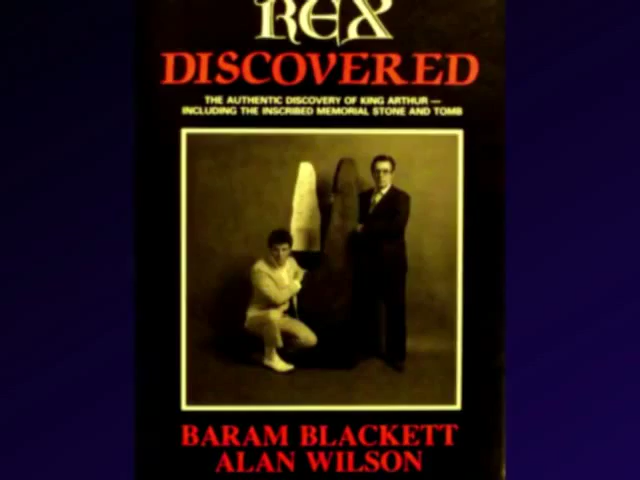 REX
DISCOVERED
THE AUTHENTIC DISCOVERY OF KING ARTHUR —
INCLUDING THE INSCRIBED MEMORIAL STONE AND TOMB
BARAM BLACKETT
ALAN WILSON